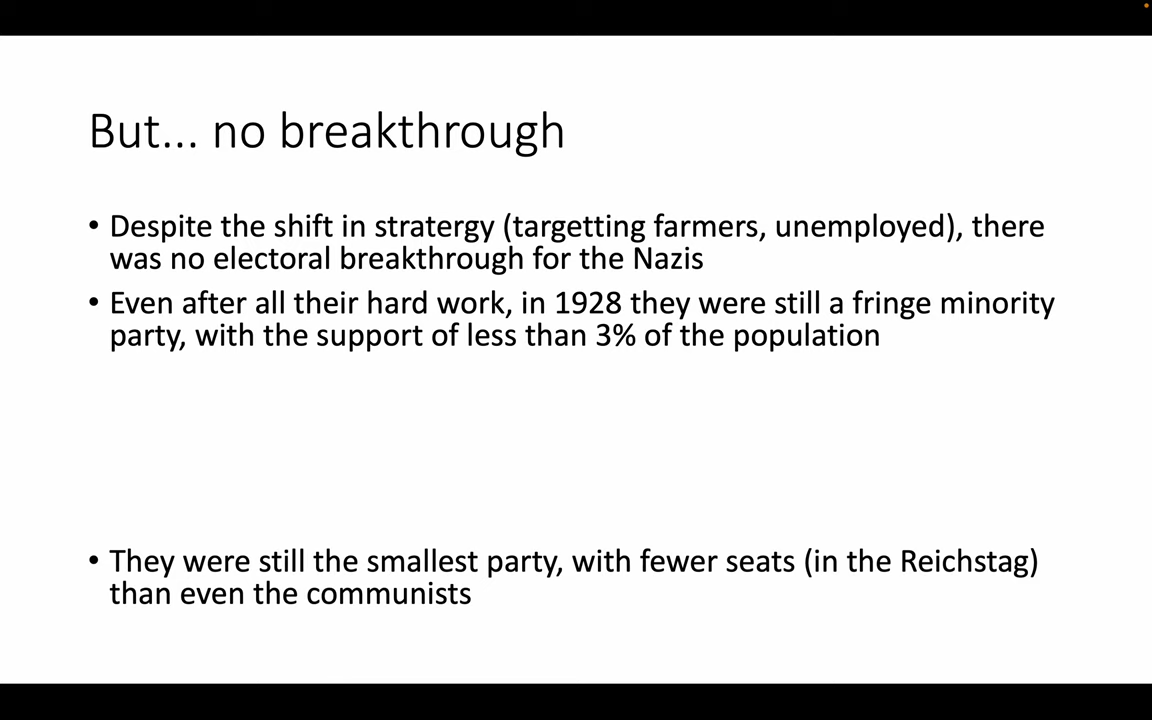 But... no breakthrough
• Despite the shift in stratergy (targetting farmers, unemployed), there
was no electoral breakthrough for the Nazis
• Even after all their hard work, in 1928 they were still a fringe minority
party, with the support of less than 3% of the population
• They were still the smallest party, with fewer seats (in the Reichstag)
than even the communists